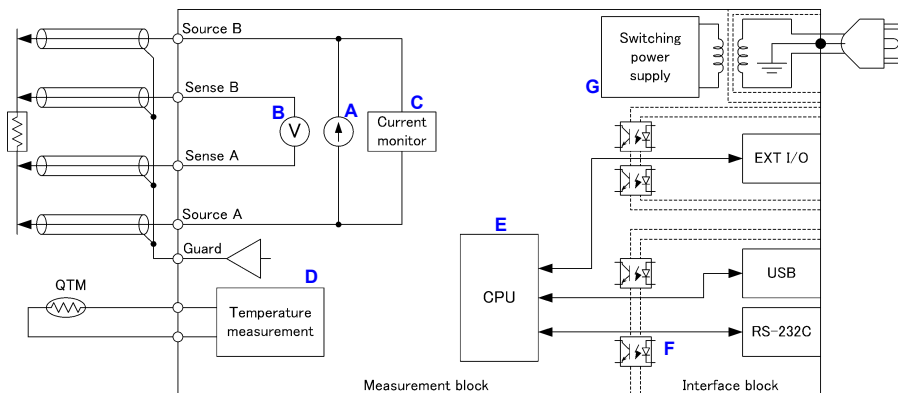 Source B
Sense B
B
V
A
C
Current
monitor
Sense A
Source A
Guard
QTM
D
Temperature
measurement
Measurement block
G
Switching
power
supply
EXT I/O
E
CPU
USB
RS-232C
F
Interface block